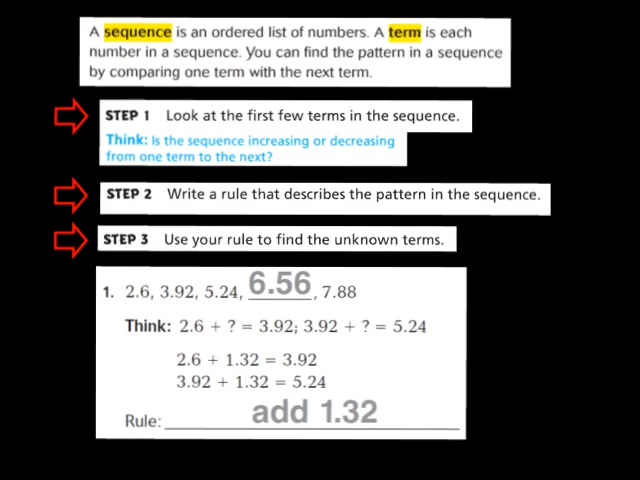 A sequence is an ordered list of numbers. A term is each
number in a sequence. You can find the pattern in a sequence
by comparing one term with the next term.
STEP 1 Look at the first few terms in the sequence.
Think: Is the sequence increasing or decreasing
from one term to the next?
STEP 2 Write a rule that describes the pattern in the sequence.
STEP 3 Use your rule to find the unknown terms.
1. 2.6, 3.92, 5.24, 6.56, 7.88
Think: 2.6 + ? = 3.92; 3.92 + ? = 5.24
2.6 + 1.32 = 3.92
3.92 + 1.32 = 5.24
Rule: add 1.32